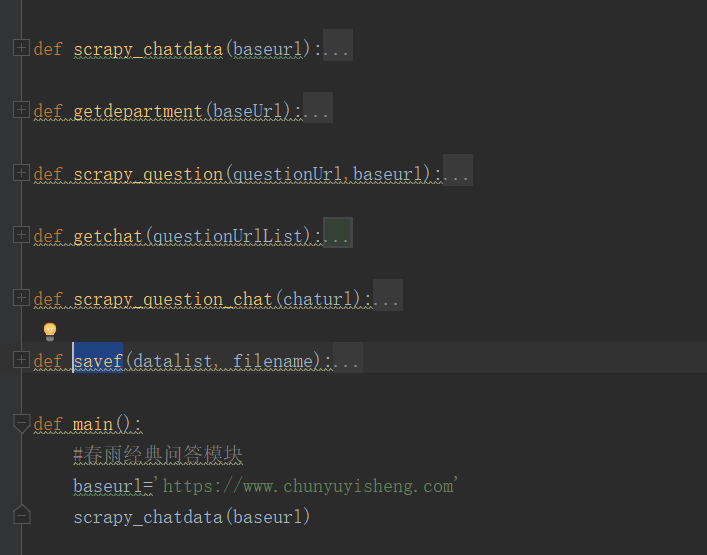 def scrapy_chatdata(baseurl):...
def getdepartment(baseUrl):...
def scrapy_question(questionUrl,baseurl):...
def getchat(questionUrlList):...
def scrapy_question_chat(chaturl):...
def savef(datalist, filename):...
def main():
#春雨经典问答模块
baseurl='https://www.chunyuyisheng.com'
scrapy_chatdata(baseurl)